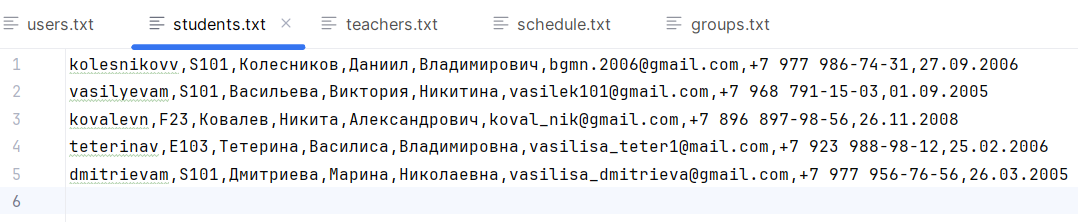 users.txt students.txt teachers.txt schedule.txt groups.txt
1 kolesnikovv,S101,Колесников,Даниил,Владимирович,bgmn.2006@gmail.com,+7 977 986-74-31,27.09.2006
2 vasilyevam,S101,Васильева,Виктория,Никитина,vasilek101@gmail.com,+7 968 791-15-03,01.09.2005
3 kovalevn,F23,Ковалев,Никита,Александрович,koval_nik@gmail.com,+7 896 897-98-56,26.11.2008
4 teterinav,E103,Тетерина,Василиса,Владимировна,vasilisa_teter1@mail.com,+7 923 988-98-12,25.02.2006
5 dmitrievam,S101,Дмитриева,Марина,Николаевна,vasilisa_dmitrieva@gmail.com,+7 977 956-76-56,26.03.2005
6